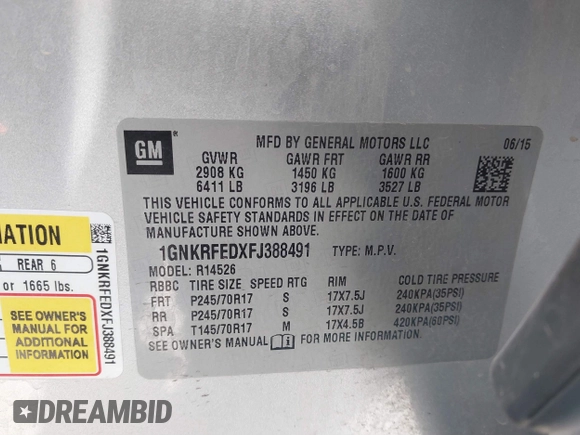 GM
MFD BY GENERAL MOTORS LLC 06/15
GVWR GAWR FRT GAWR RR
2908 KG 1450 KG 1600 KG
6411 LB 3196 LB 3527 LB
THIS VEHICLE CONFORMS TO ALL APPLICABLE U.S. FEDERAL MOTOR
VEHICLE SAFETY STANDARDS IN EFFECT ON THE DATE OF
MANUFACTURE SHOWN ABOVE.
1GNKRFEDXFJ388491 TYPE: M.P.V.
MODEL: R14526
RBBC TIRE SIZE SPEED RTG RIM COLD TIRE PRESSURE
FRT P245/70R17 S 17X7.5J 240KPA(35PSI)
RR P245/70R17 S 17X7.5J 240KPA(35PSI)
SPA T145/70R17 M 17X4.5B 420KPA(60PSI)
SEE OWNER'S MANUAL FOR MORE INFORMATION.
MATION
REAR 6
or 1665 lbs.
SEE OWNER'S
MANUAL FOR
ADDITIONAL
INFORMATION
1GNKRFEDXFJ388491
DREAMBID